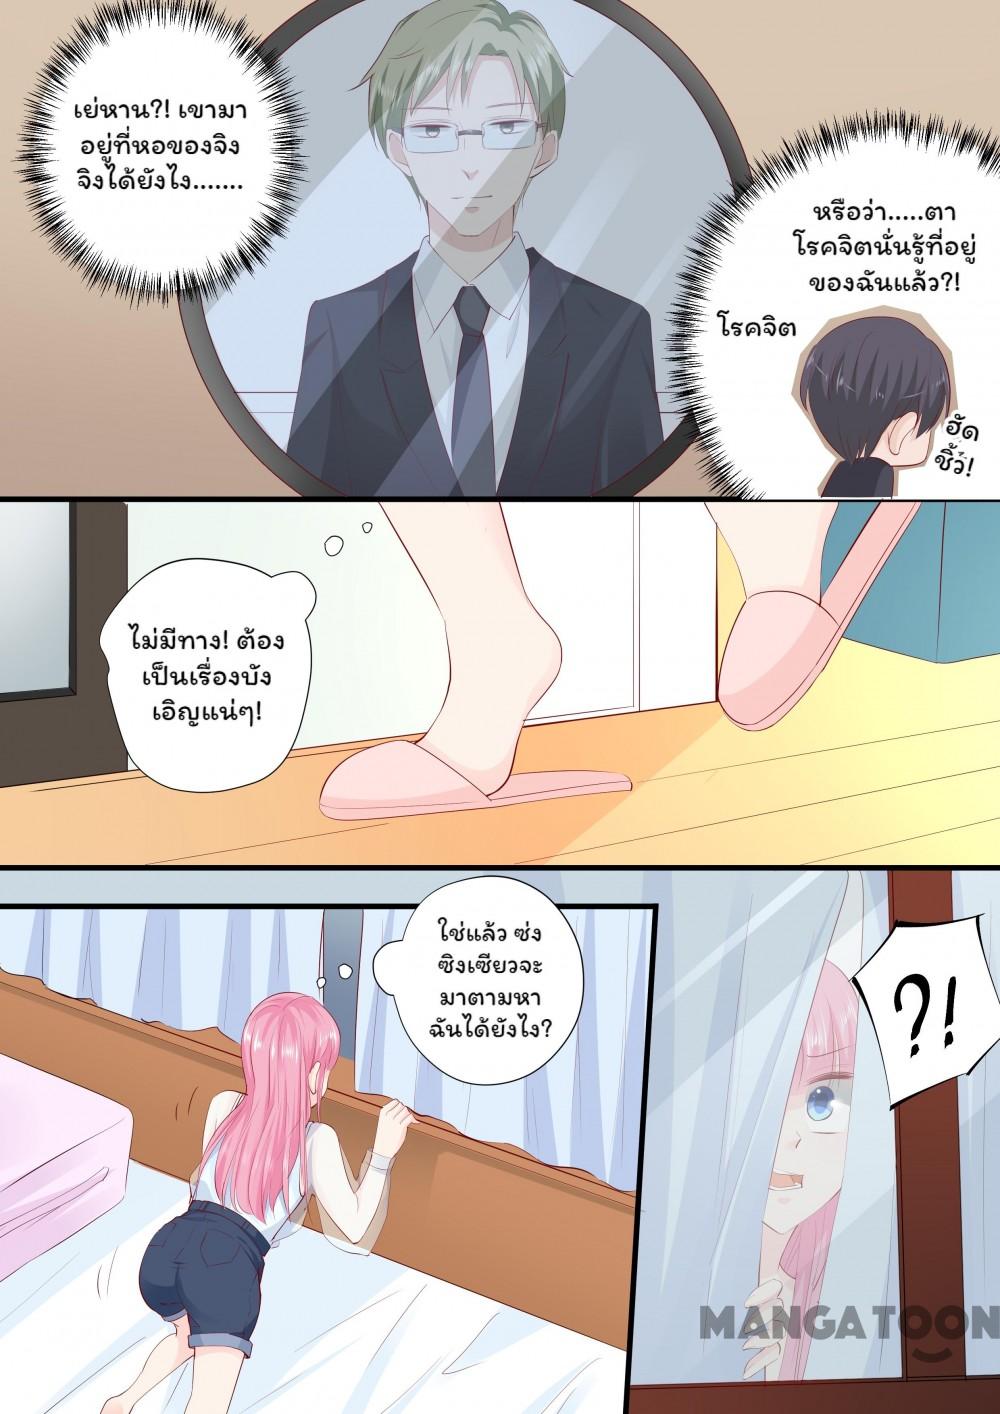 เย่หาน?! เขามา
อยู่ที่หอของจิง
จิงได้ยังไง.......
หรือว่า.....ตา
โรคจิตนั่นรู้ที่อยู่
ของฉันแล้ว?!
โรคจิต
ฮัด
ชิ้ว!
ไม่มีทาง! ต้อง
เป็นเรื่องบัง
เอิญแน่ๆ!
ใช่แล้ว ซ่ง
ซิงเซียวจะ
มาตามหา
ฉันได้ยังไง?
?!
MANGATOON